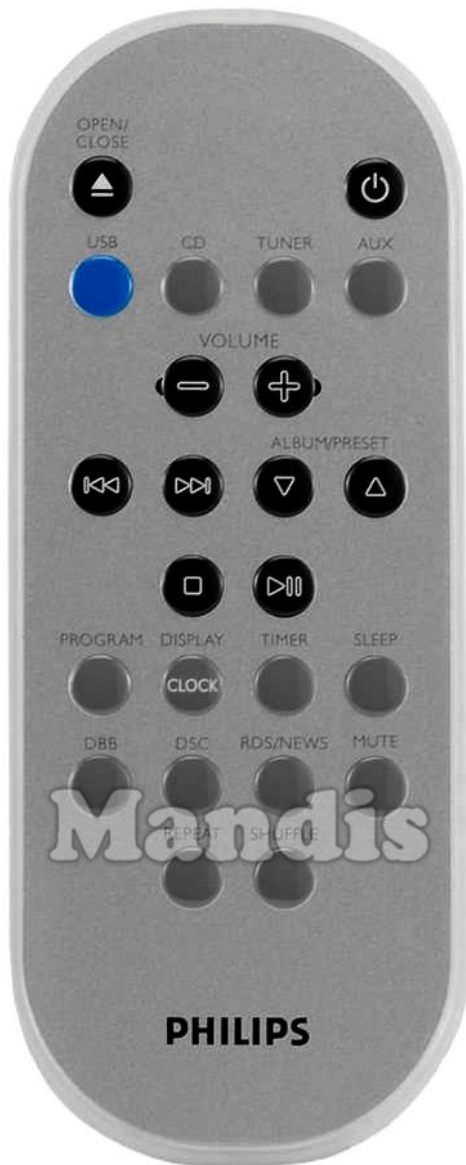 OPEN/
CLOSE
USB CD TUNER AUX
VOLUME
ALBUM/PRESET
PROGRAM DISPLAY TIMER SLEEP
CLOCK
DBB DSC RDS/NEWS MUTE
Mandis
REPEAT SHUFFLE
PHILIPS